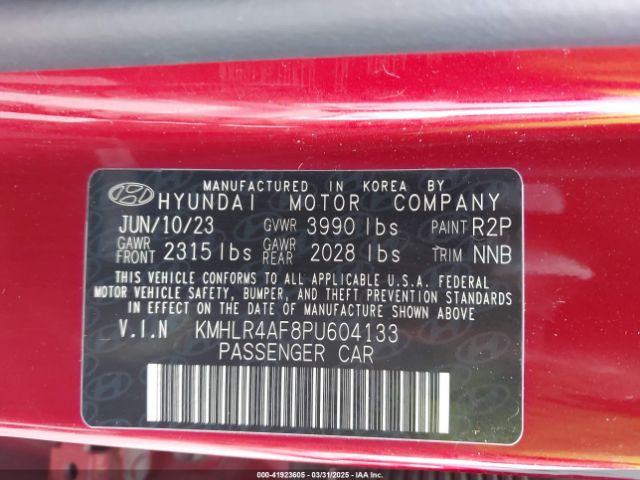 MANUFACTURED IN KOREA BY
HYUNDAI MOTOR COMPANY
JUN/10/23 GVWR 3990 lbs PAINT R2P
GAWR FRONT 2315 lbs GAWR REAR 2028 lbs TRIM NNB
THIS VEHICLE CONFORMS TO ALL APPLICABLE U.S.A. FEDERAL
MOTOR VEHICLE SAFETY, BUMPER, AND THEFT PREVENTION STANDARDS
IN EFFECT ON THE DATE OF MANUFACTURE SHOWN ABOVE
V.I.N KMHLR4AF8PU604133
PASSENGER CAR
000-41923605 - 03/31/2025 - IAAI.COM